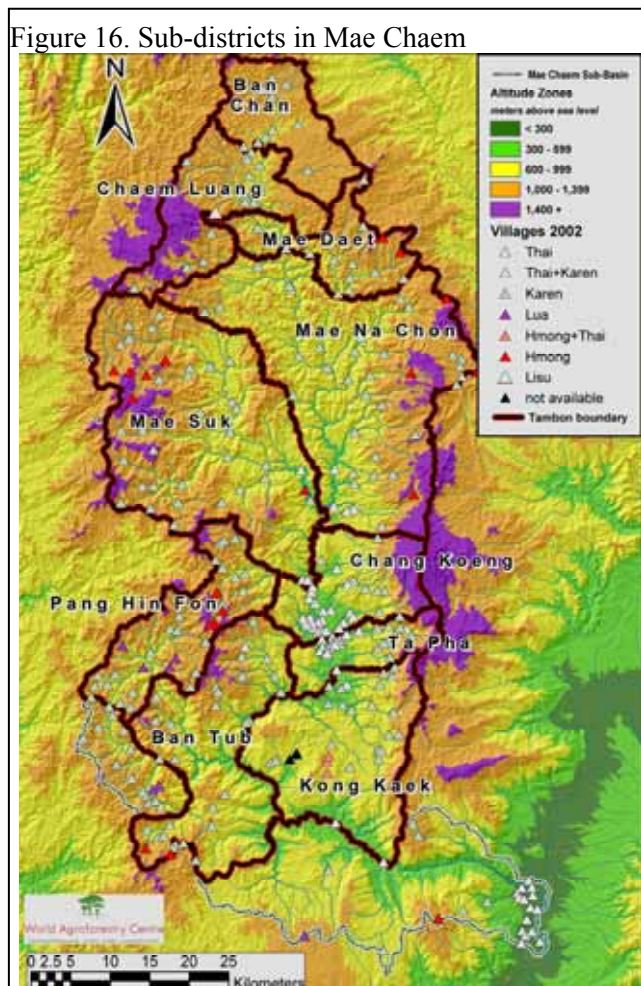 Figure 16. Sub-districts in Mae Chaem
N
Mae Chaem Sub-Basin
Altitude Zones
meters above sea level
< 300
300 - 599
600 - 999
1,000 - 1,399
1,400 +
Villages 2002
Thai
Thai+Karen
Karen
Lua
Hmong+Thai
Hmong
Lisu
not available
Tambon boundary
Ban
Chan
Chaem Luang
Mae Daet
Mae Na Chon
Mae Suk
Chang Koeng
Pang Hin Fon
Ta Pha
Ban Tub
Kong Kaek
World Agroforestry Centre
0 2.5 5 10 15 20 25
Kilometers